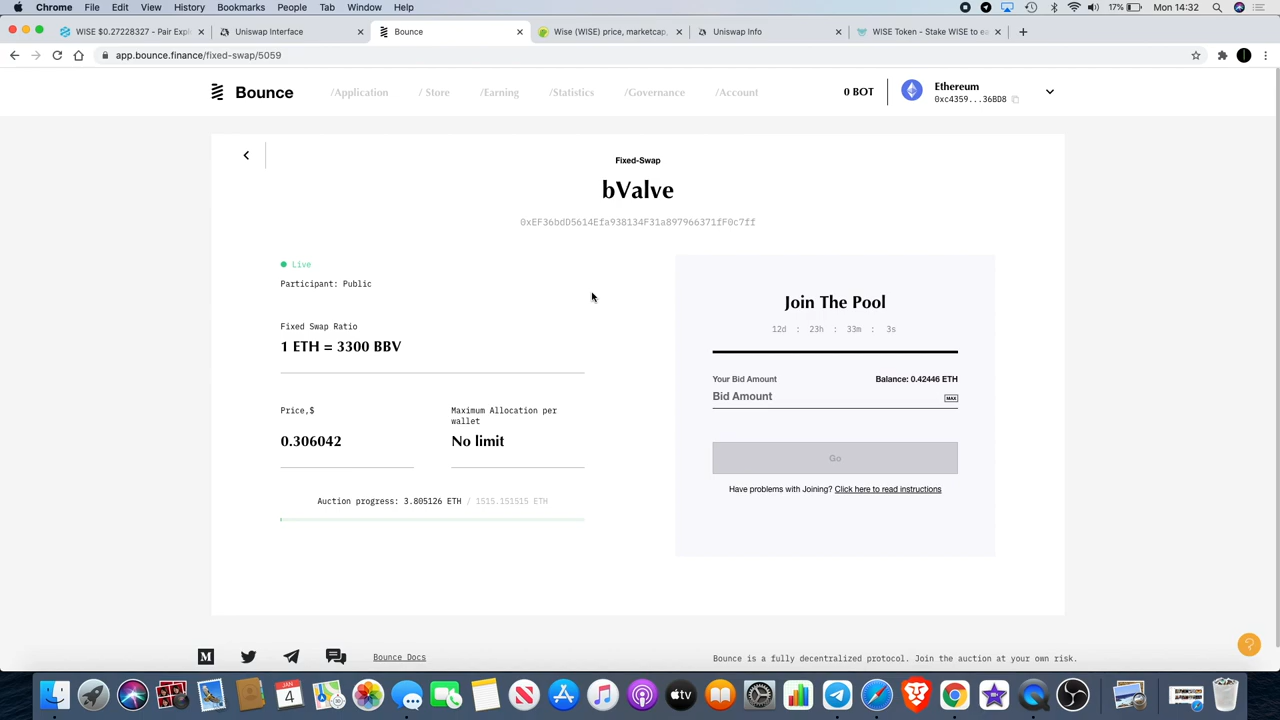 Chrome File Edit View History Bookmarks People Tab Window Help 17% Mon 14:32
WISE $0.27228327 - Pair Expl
Uniswap Interface
Bounce
Wise (WISE) price, marketcap,
Uniswap Info
WISE Token - Stake WISE to ea
app.bounce.finance/fixed-swap/5059
Bounce
/Application / Store /Earning /Statistics /Governance /Account
0 BOT
Ethereum
0xc4359...36BD8
Fixed-Swap
bValve
0xEF36bdD5614Efa938134F31a897966371fF0c7ff
Live
Participant: Public
Fixed Swap Ratio
1 ETH = 3300 BBV
Price,$
0.306042
Maximum Allocation per
wallet
No limit
Auction progress: 3.805126 ETH / 1515.151515 ETH
Join The Pool
12d : 23h : 33m : 3s
Your Bid Amount Balance: 0.42446 ETH
Bid Amount MAX
Go
Have problems with Joining? Click here to read instructions
Bounce Docs
Bounce is a fully decentralized protocol. Join the auction at your own risk.
JAN
4
tv